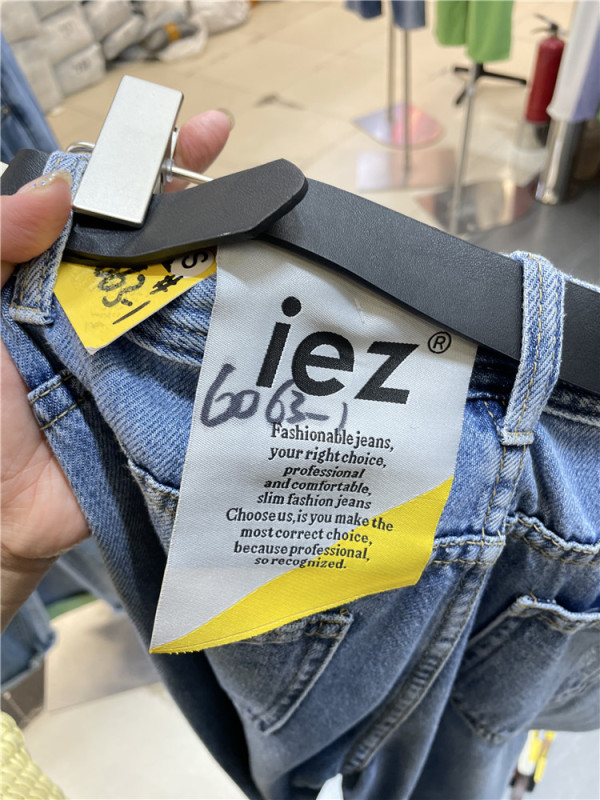 iez®
6063-1
Fashionable jeans,
your right choice,
professional
and comfortable,
slim fashion jeans
Choose us, is you make the
most correct choice,
because professional,
so recognized.
S